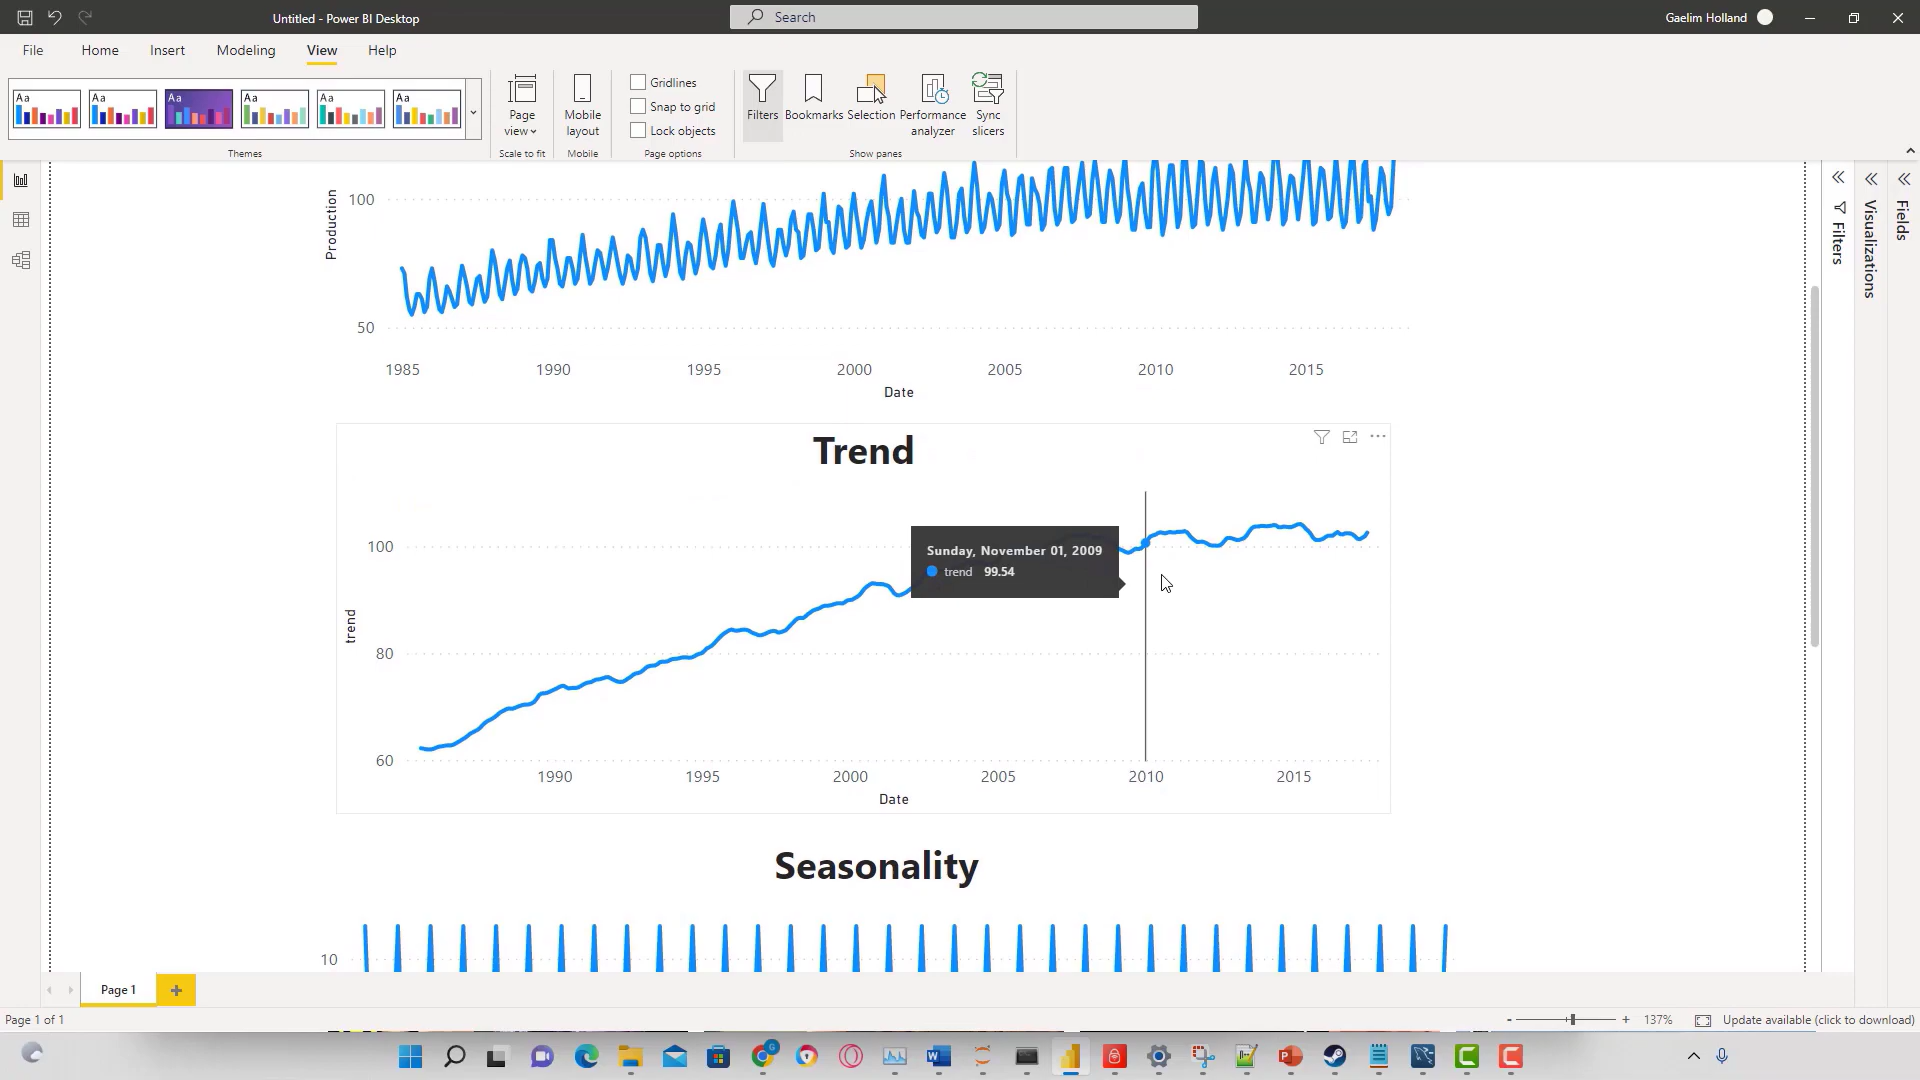 Untitled - Power BI Desktop
Search
Gaelim Holland
File
Home
Insert
Modeling
View
Help
Aa
Aa
Aa
Aa
Aa
Aa
Page view
Mobile layout
Gridlines
Snap to grid
Lock objects
Filters
Bookmarks
Selection
Performance analyzer
Sync slicers
Themes
Scale to fit
Mobile
Page options
Show panes
Production
100
50
1985
1990
1995
2000
2005
2010
2015
Date
Filters
Visualizations
Fields
Trend
trend
100
80
60
Sunday, November 01, 2009
trend 99.54
1990
1995
2000
2005
2010
2015
Date
Seasonality
10
Page 1
Page 1 of 1
- + 137%
Update available (click to download)